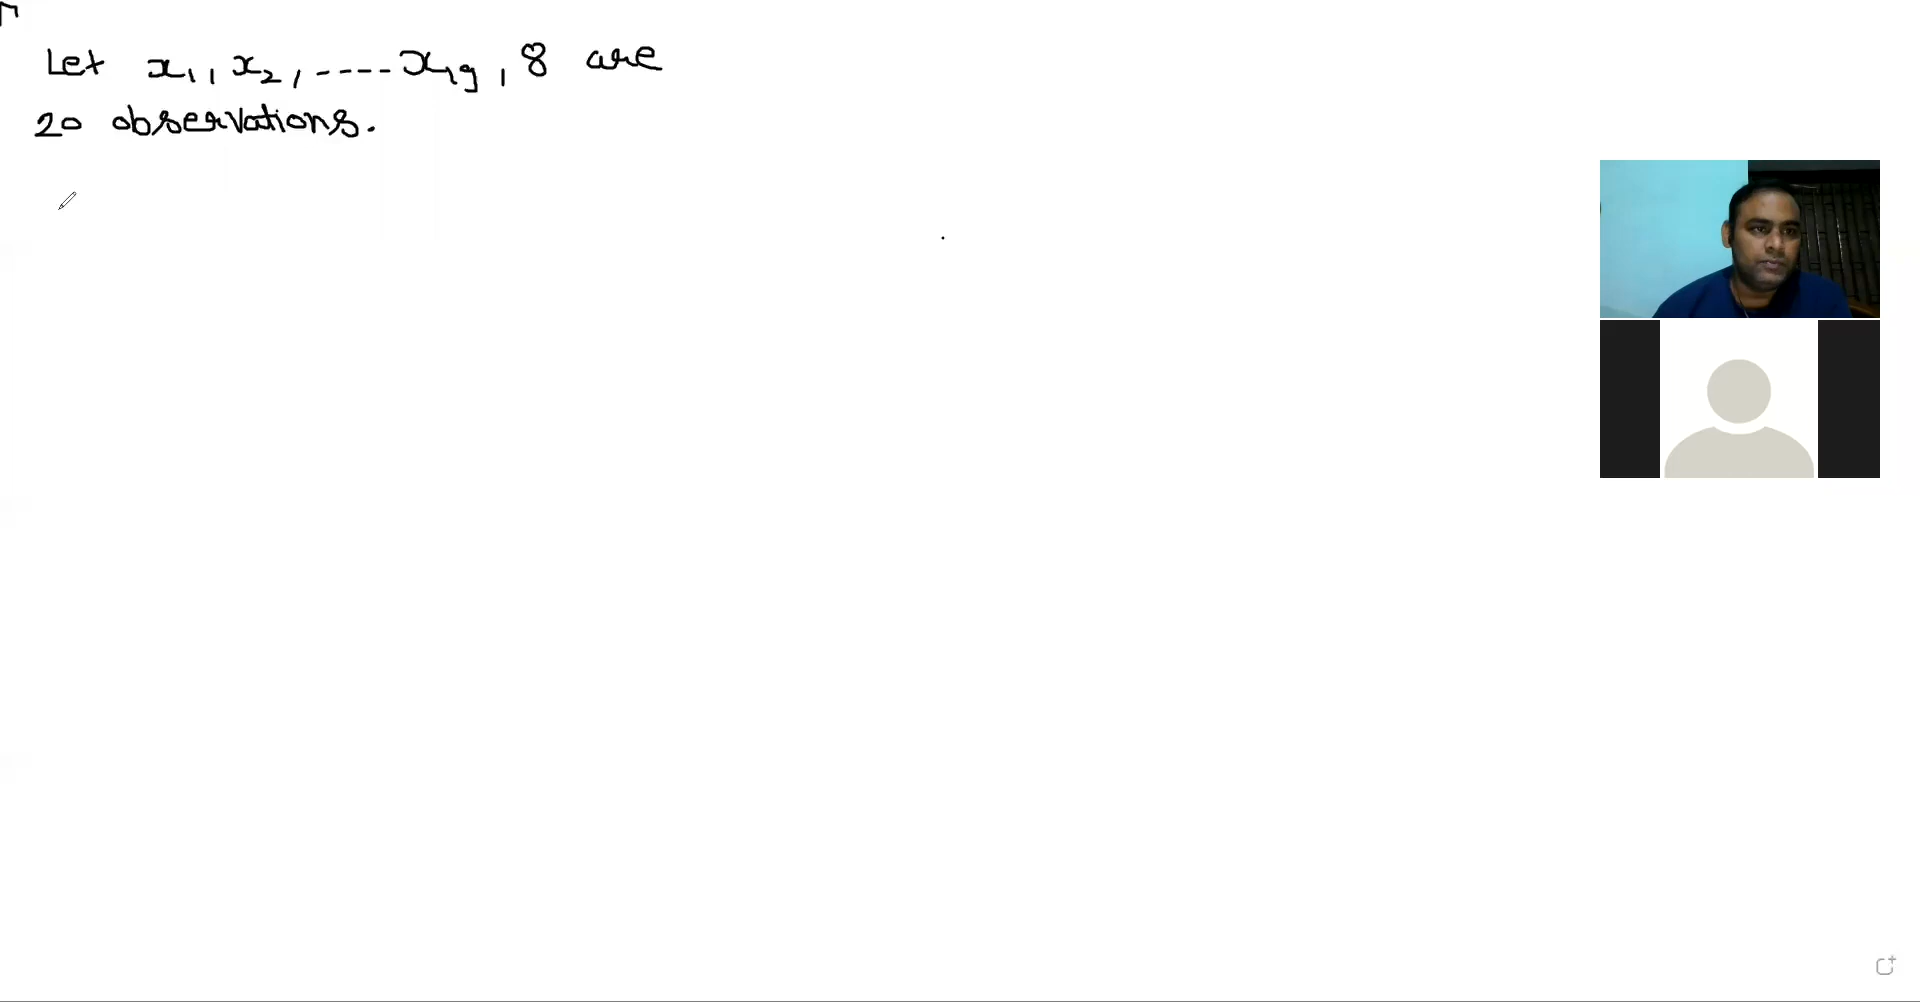 Let x₁, x₂, ----- x₁₉, 8 are
20 observations.